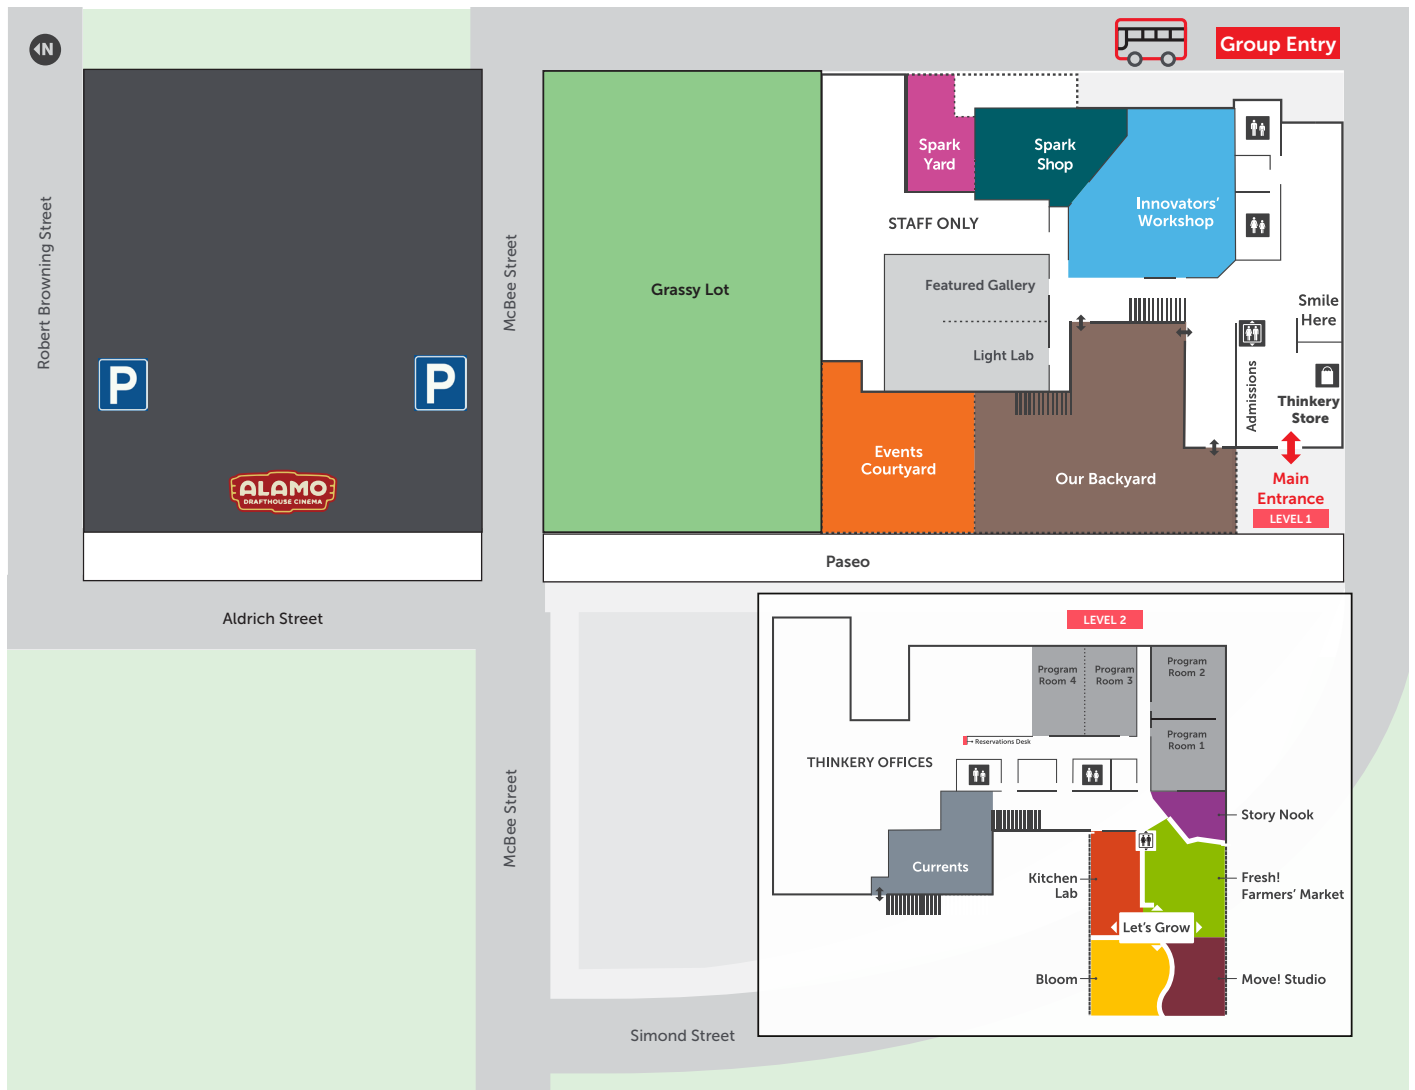 N
Group Entry
Spark
Yard
Spark
Shop
Innovators'
Workshop
STAFF ONLY
Robert Browning Street
McBee Street
Grassy Lot
Featured Gallery
Light Lab
Smile
Here
Admissions
Thinkery
Store
P
P
ALAMO
DRAFTHOUSE CINEMA
Events
Courtyard
Our Backyard
Main
Entrance
LEVEL 1
Paseo
Aldrich Street
LEVEL 2
Program
Room 4
Program
Room 3
Program
Room 2
Program
Room 1
Reservations Desk
THINKERY OFFICES
McBee Street
Story Nook
Currents
Kitchen
Lab
Fresh!
Farmers' Market
Let's Grow
Bloom
Move! Studio
Simond Street